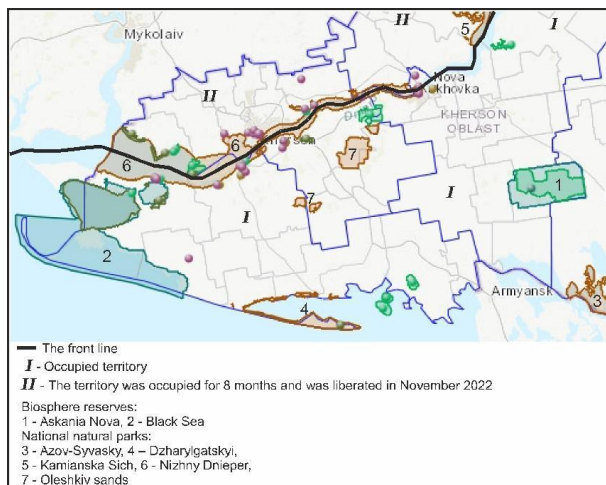 II
5
I
Mykolaiv
II
Nova
Kakhovka
KHERSON
OBLAST
6
6
Kherson
7
I
1
7
I
2
4
Armyansk
3
The front line
I - Occupied territory
II - The territory was occupied for 8 months and was liberated in November 2022
Biosphere reserves:
1 - Askania Nova, 2 - Black Sea
National natural parks:
3 - Azov-Syvasky, 4 – Dzharylgatskyi,
5 - Kamianska Sich, 6 - Nizhny Dnieper,
7 - Oleshkiv sands